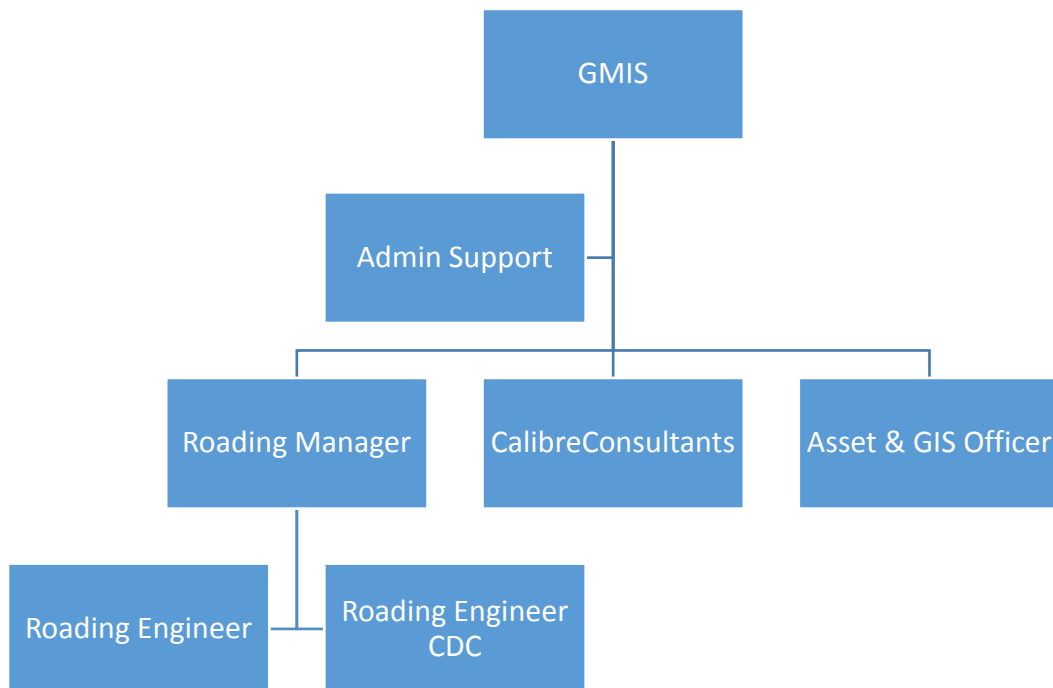 GMIS
Admin Support
Roading Manager
CalibreConsultants
Asset & GIS Officer
Roading Engineer
Roading Engineer
CDC